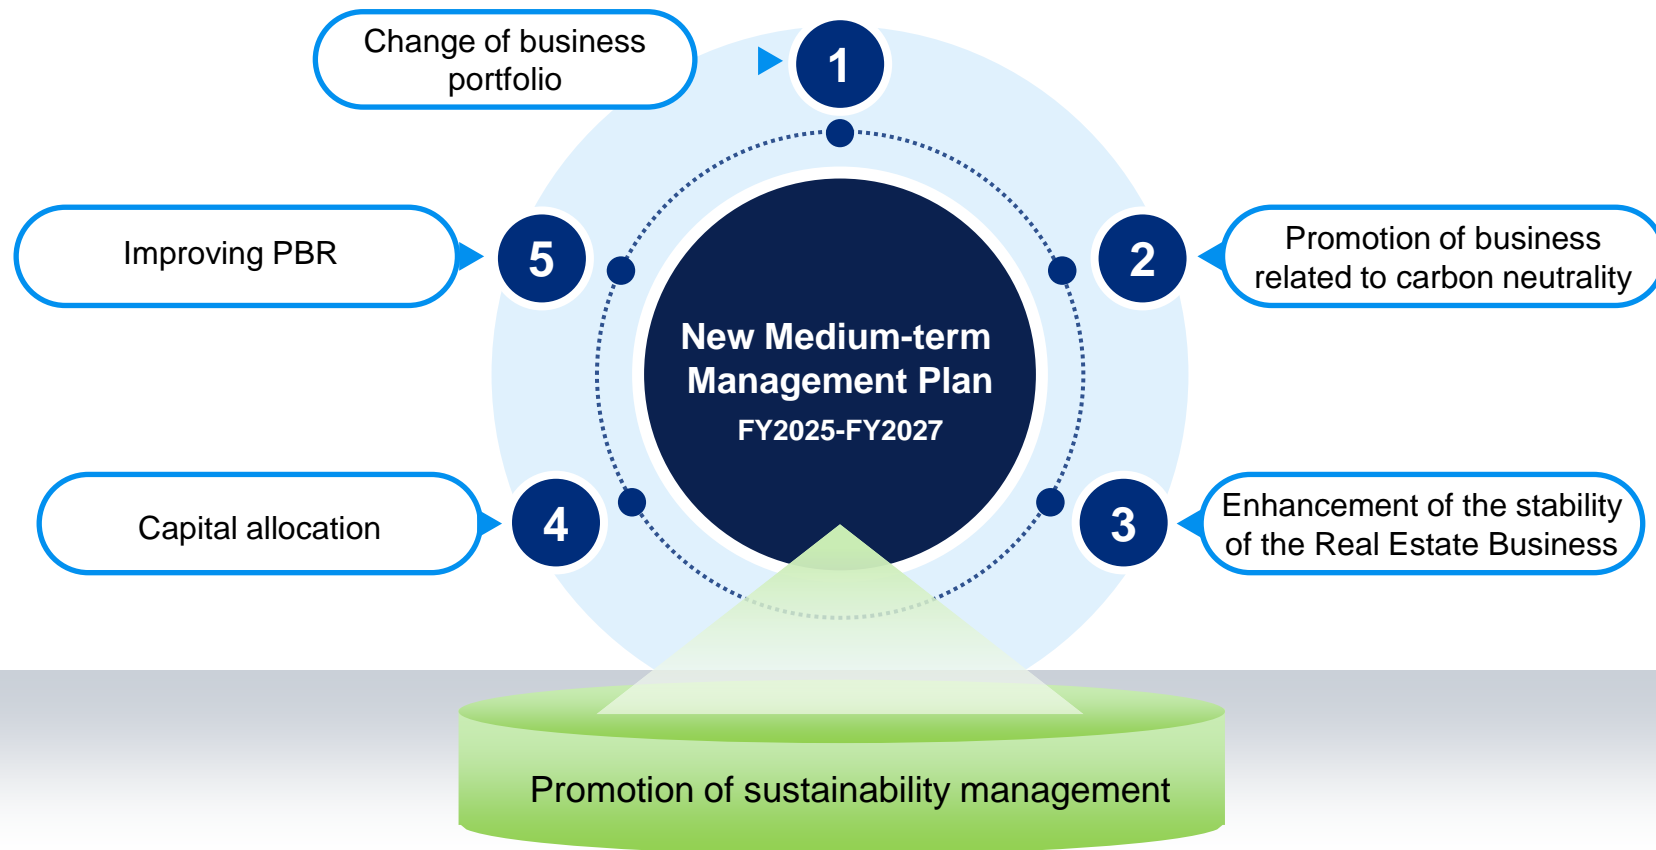 Change of business
portfolio
1
Improving PBR
5
2
Promotion of business
related to carbon neutrality
New Medium-term
Management Plan
FY2025-FY2027
Capital allocation
4
3
Enhancement of the stability
of the Real Estate Business
Promotion of sustainability management